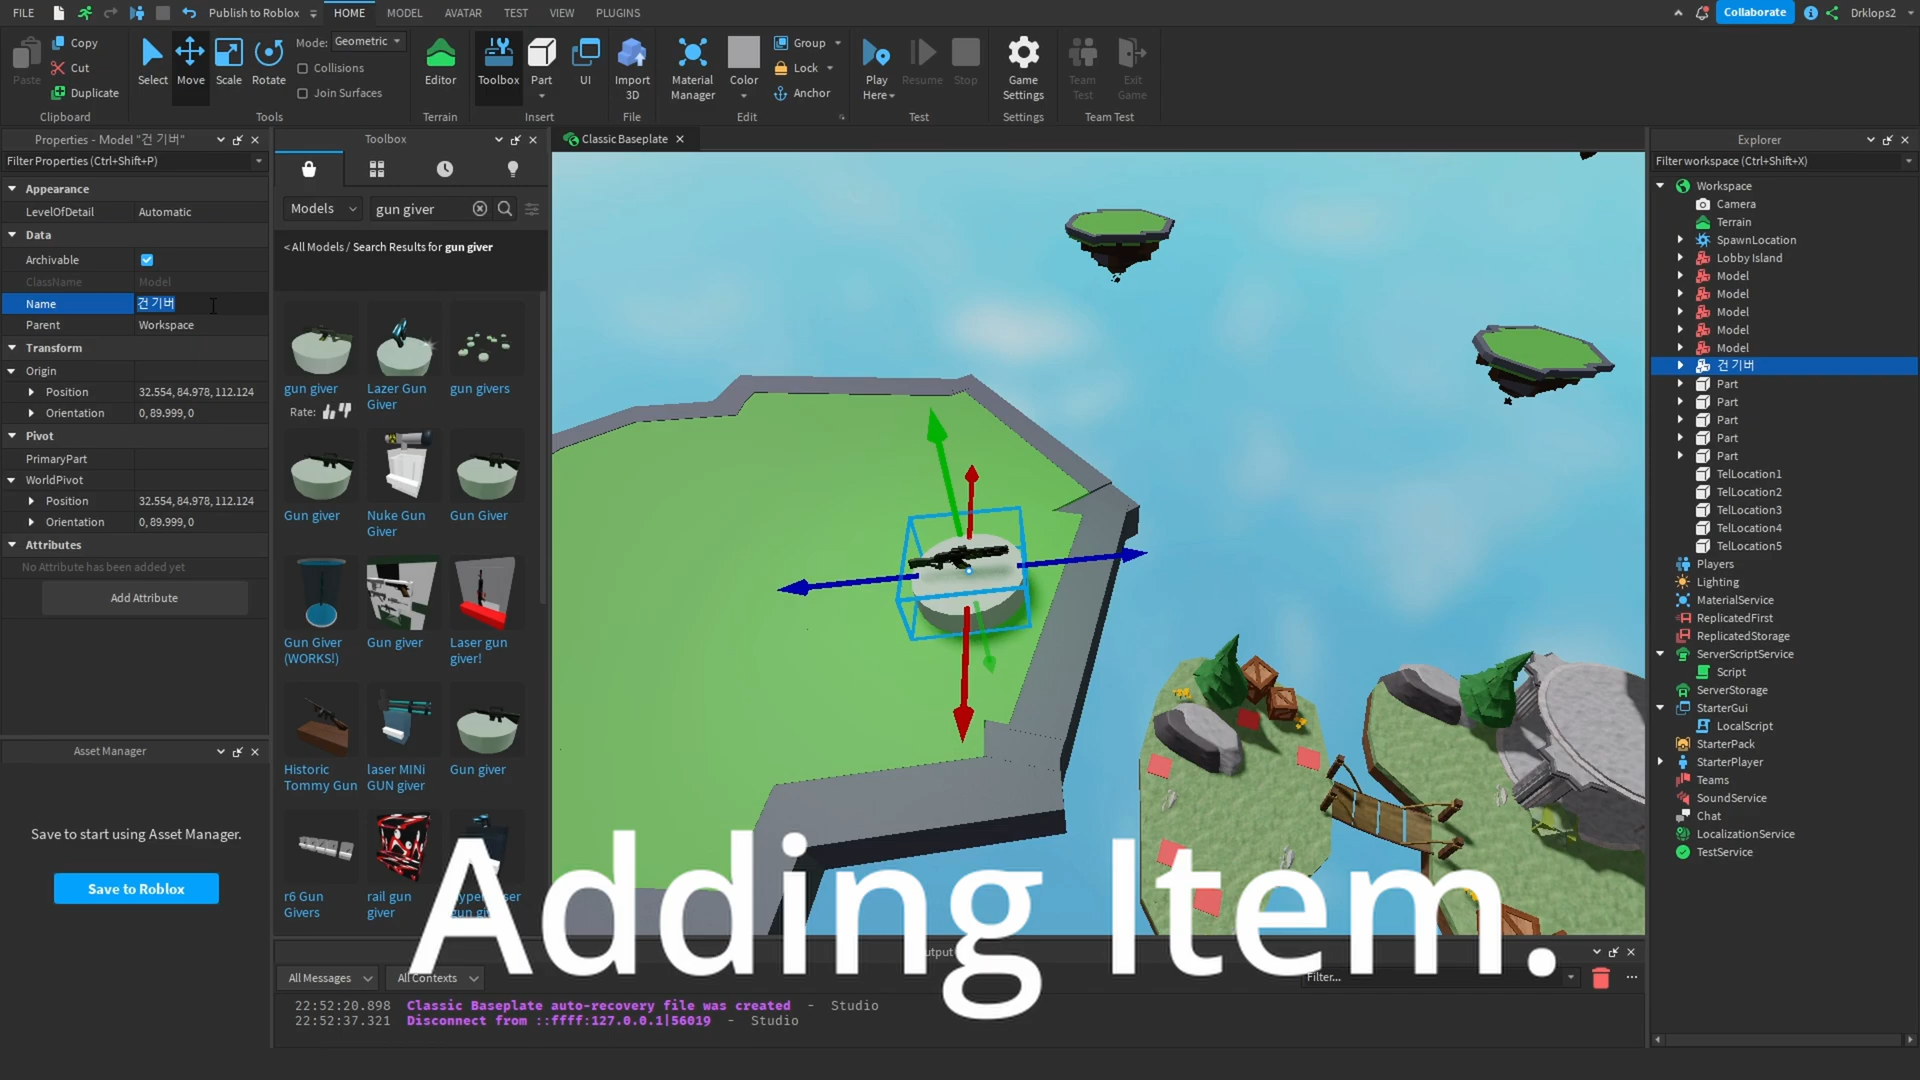 FILE
Publish to Roblox
HOME
MODEL
AVATAR
TEST
VIEW
PLUGINS
Collaborate
Drklops2
Paste
Copy
Cut
Duplicate
Clipboard
Select
Move
Scale
Rotate
Mode: Geometric
Collisions
Join Surfaces
Tools
Editor
Terrain
Toolbox
Part
UI
Insert
Import 3D
File
Material Manager
Color
Group
Lock
Anchor
Edit
Play Here
Resume
Stop
Test
Game Settings
Settings
Team Test
Exit Game
Team Test
Properties - Model "건 기버"
Filter Properties (Ctrl+Shift+P)
Appearance
LevelOfDetail Automatic
Data
Archivable
ClassName Model
Name 건 기버
Parent Workspace
Transform
Origin
Position 32.554, 84.978, 112.124
Orientation 0, 89.999, 0
Pivot
PrimaryPart
WorldPivot
Position 32.554, 84.978, 112.124
Orientation 0, 89.999, 0
Attributes
No Attribute has been added yet
Add Attribute
Asset Manager
Save to start using Asset Manager.
Save to Roblox
Toolbox
Models gun giver
< All Models / Search Results for gun giver
gun giver
Rate:
Lazer Gun
Giver
gun givers
Gun giver
Nuke Gun
Giver
Gun Giver
Gun Giver
(WORKS!)
Gun giver
Laser gun
giver!
Historic
Tommy Gun
laser MINi
GUN giver
Gun giver
r6 Gun
Givers
rail gun
giver
Classic Baseplate
Adding Item.
All Messages
All Contexts
Filter...
22:52:20.898 Classic Baseplate auto-recovery file was created - Studio
22:52:37.321 Disconnect from ::ffff:127.0.0.1|56019 - Studio
Explorer
Filter workspace (Ctrl+Shift+X)
Workspace
Camera
Terrain
SpawnLocation
Lobby Island
Model
Model
Model
Model
Model
건 기버
Part
Part
Part
Part
Part
TelLocation1
TelLocation2
TelLocation3
TelLocation4
TelLocation5
Players
Lighting
MaterialService
ReplicatedFirst
ReplicatedStorage
ServerScriptService
Script
ServerStorage
StarterGui
LocalScript
StarterPack
StarterPlayer
Teams
SoundService
Chat
LocalizationService
TestService